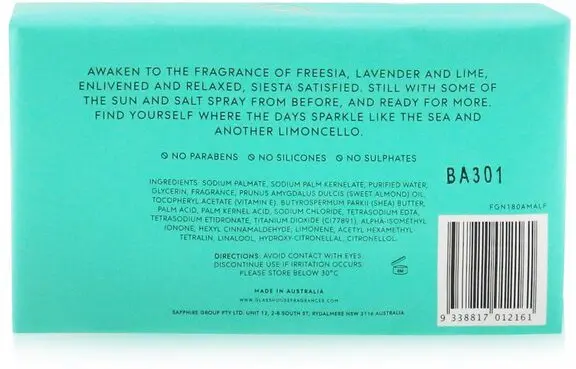 AWAKEN TO THE FRAGRANCE OF FREESIA, LAVENDER AND LIME,
ENLIVENED AND RELAXED, SIESTA SATISFIED. STILL WITH SOME OF
THE SUN AND SALT SPRAY FROM BEFORE, AND READY FOR MORE.
FIND YOURSELF WHERE THE DAYS SPARKLE LIKE THE SEA AND
ANOTHER LIMONCELLO.
NO PARABENS NO SILICONES NO SULPHATES
BA301
INGREDIENTS: SODIUM PALMATE, SODIUM PALM KERNELATE, PURIFIED WATER,
GLYCERIN, FRAGRANCE, PRUNUS AMYGDALUS DULCIS (SWEET ALMOND) OIL,
TOCOPHERYL ACETATE (VITAMIN E). BUTYROSPERMUM PARKII (SHEA) BUTTER,
PALM ACID, PALM KERNEL ACID, SODIUM CHLORIDE, TETRASODIUM EDTA,
TETRASODIUM ETIDRONATE, TITANIUM DIOXIDE (CI77891), ALPHA-ISOMETHYL
IONONE, HEXYL CINNAMALDEHYDE, LIMONENE, ACETYL HEXAMETHYL
TETRALIN, LINALOOL, HYDROXY-CITRONELLAL, CITRONELLOL.
FGN180AMALF
DIRECTIONS: AVOID CONTACT WITH EYES
DISCONTINUE USE IF IRRITATION OCCURS
PLEASE STORE BELOW 30°C
MADE IN AUSTRALIA
WWW.GLASSHOUSEFRAGRANCES.COM
SAPPHIRE GROUP PTY LTD. UNIT 12, 2-8 SOUTH ST, RYDALMERE NSW 2116 AUSTRALIA
9 338817 012161